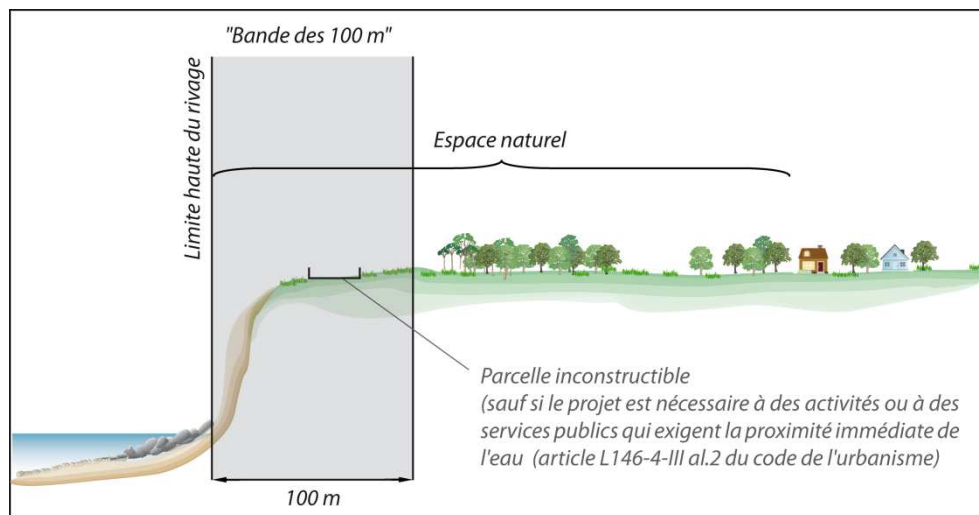 "Bande des 100 m"
Limite haute du rivage
Espace naturel
Parcelle inconstructible
(sauf si le projet est nécessaire à des activités ou à des
services publics qui exigent la proximité immédiate de
l'eau (article L146-4-III al.2 du code de l'urbanisme)
100 m